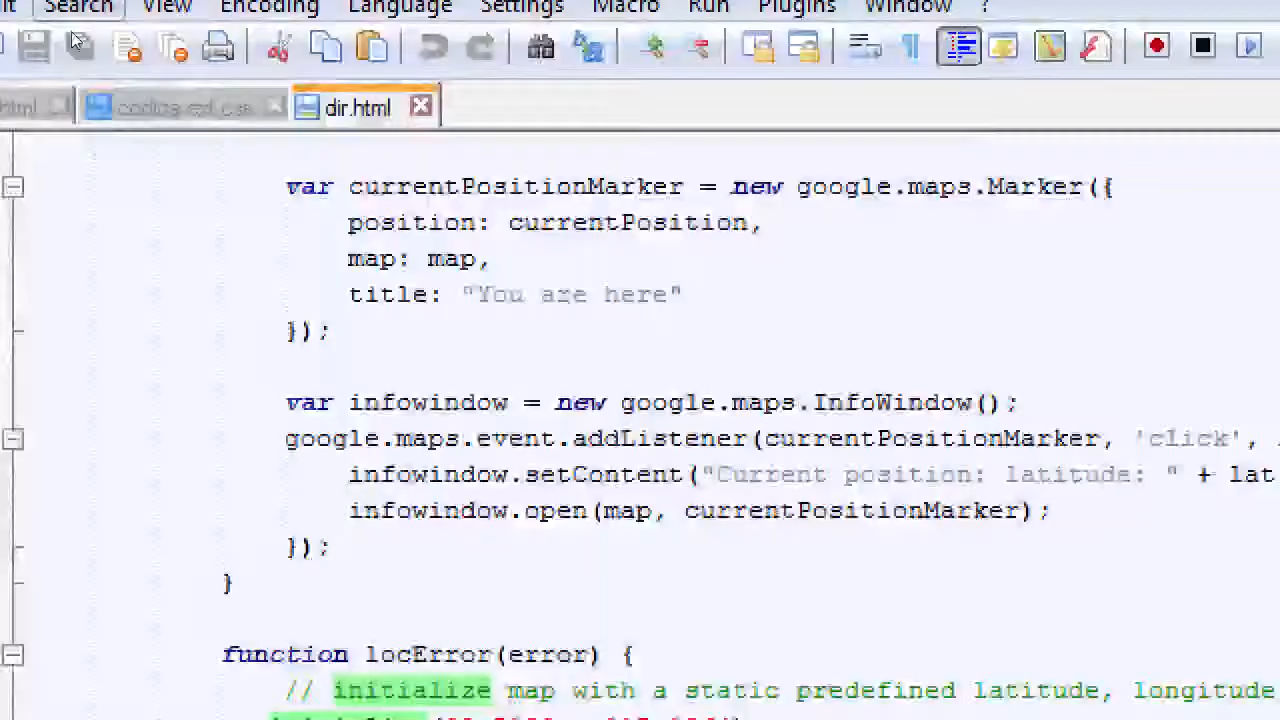 Search View Encoding Language Settings Macro Run Plugins Window ?
html coding.css dir.html
var currentPositionMarker = new google.maps.Marker({
position: currentPosition,
map: map,
title: "You are here"
});
var infowindow = new google.maps.InfoWindow();
google.maps.event.addListener(currentPositionMarker, 'click',
infowindow.setContent("Current position: latitude: " + lat
infowindow.open(map, currentPositionMarker);
});
}
function locError(error) {
// initialize map with a static predefined latitude, longitude